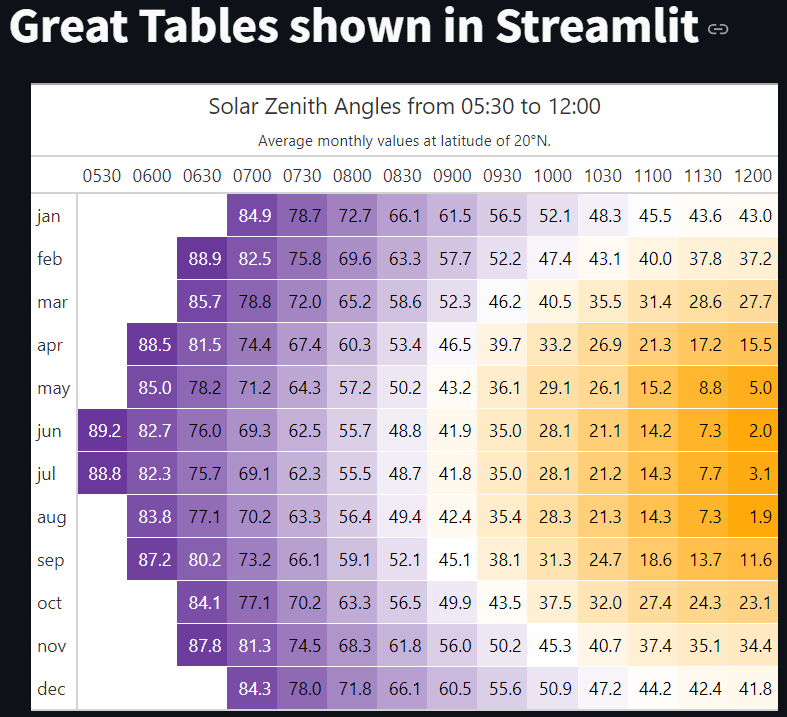 Great Tables shown in Streamlit
Solar Zenith Angles from 05:30 to 12:00
Average monthly values at latitude of 20°N.
0530 0600 0630 0700 0730 0800 0830 0900 0930 1000 1030 1100 1130 1200
jan 84.9 78.7 72.7 66.1 61.5 56.5 52.1 48.3 45.5 43.6 43.0
feb 88.9 82.5 75.8 69.6 63.3 57.7 52.2 47.4 43.1 40.0 37.8 37.2
mar 85.7 78.8 72.0 65.2 58.6 52.3 46.2 40.5 35.5 31.4 28.6 27.7
apr 88.5 81.5 74.4 67.4 60.3 53.4 46.5 39.7 33.2 26.9 21.3 17.2 15.5
may 85.0 78.2 71.2 64.3 57.2 50.2 43.2 36.1 29.1 26.1 15.2 8.8 5.0
jun 89.2 82.7 76.0 69.3 62.5 55.7 48.8 41.9 35.0 28.1 21.1 14.2 7.3 2.0
jul 88.8 82.3 75.7 69.1 62.3 55.5 48.7 41.8 35.0 28.1 21.2 14.3 7.7 3.1
aug 83.8 77.1 70.2 63.3 56.4 49.4 42.4 35.4 28.3 21.3 14.3 7.3 1.9
sep 87.2 80.2 73.2 66.1 59.1 52.1 45.1 38.1 31.3 24.7 18.6 13.7 11.6
oct 84.1 77.1 70.2 63.3 56.5 49.9 43.5 37.5 32.0 27.4 24.3 23.1
nov 87.8 81.3 74.5 68.3 61.8 56.0 50.2 45.3 40.7 37.4 35.1 34.4
dec 84.3 78.0 71.8 66.1 60.5 55.6 50.9 47.2 44.2 42.4 41.8